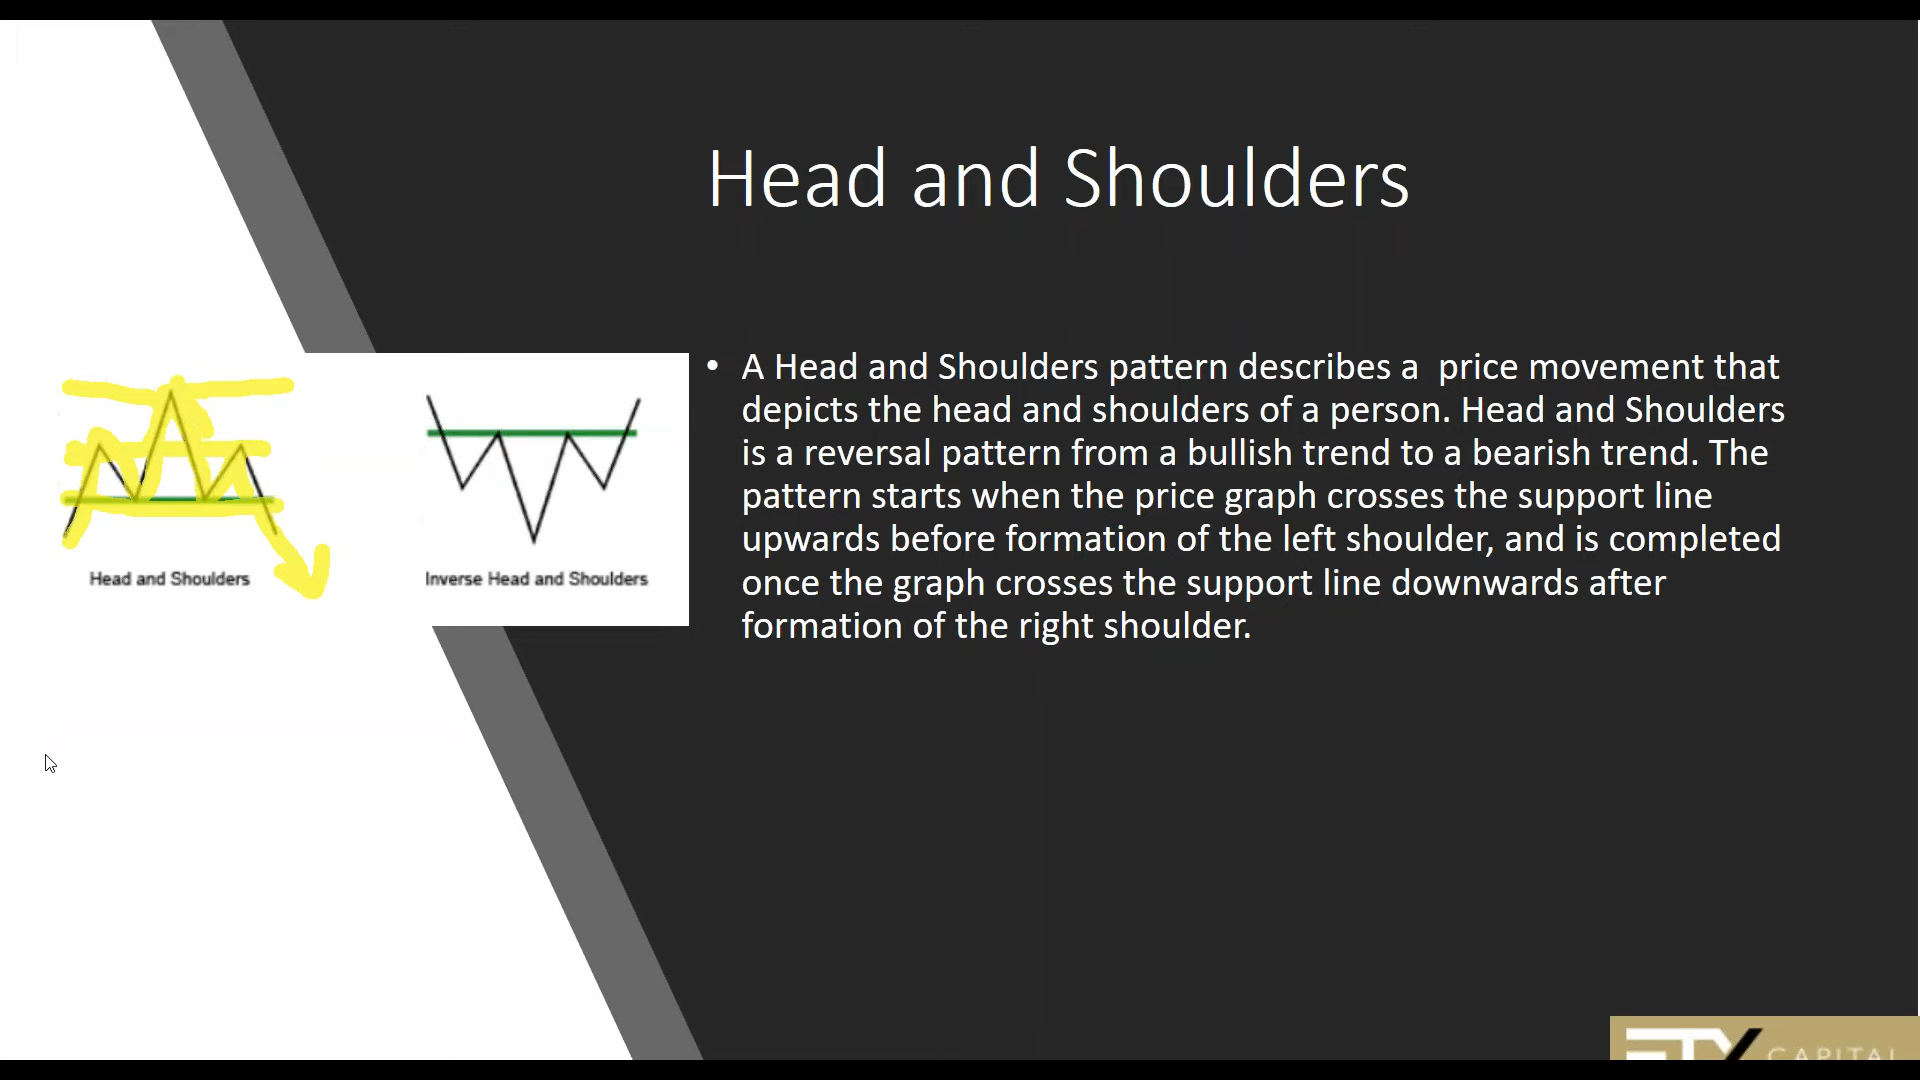 Head and Shoulders
• A Head and Shoulders pattern describes a  price movement that
depicts the head and shoulders of a person. Head and Shoulders
is a reversal pattern from a bullish trend to a bearish trend. The
pattern starts when the price graph crosses the support line
upwards before formation of the left shoulder, and is completed
once the graph crosses the support line downwards after
formation of the right shoulder.
Head and Shoulders
Inverse Head and Shoulders
CAPITAL